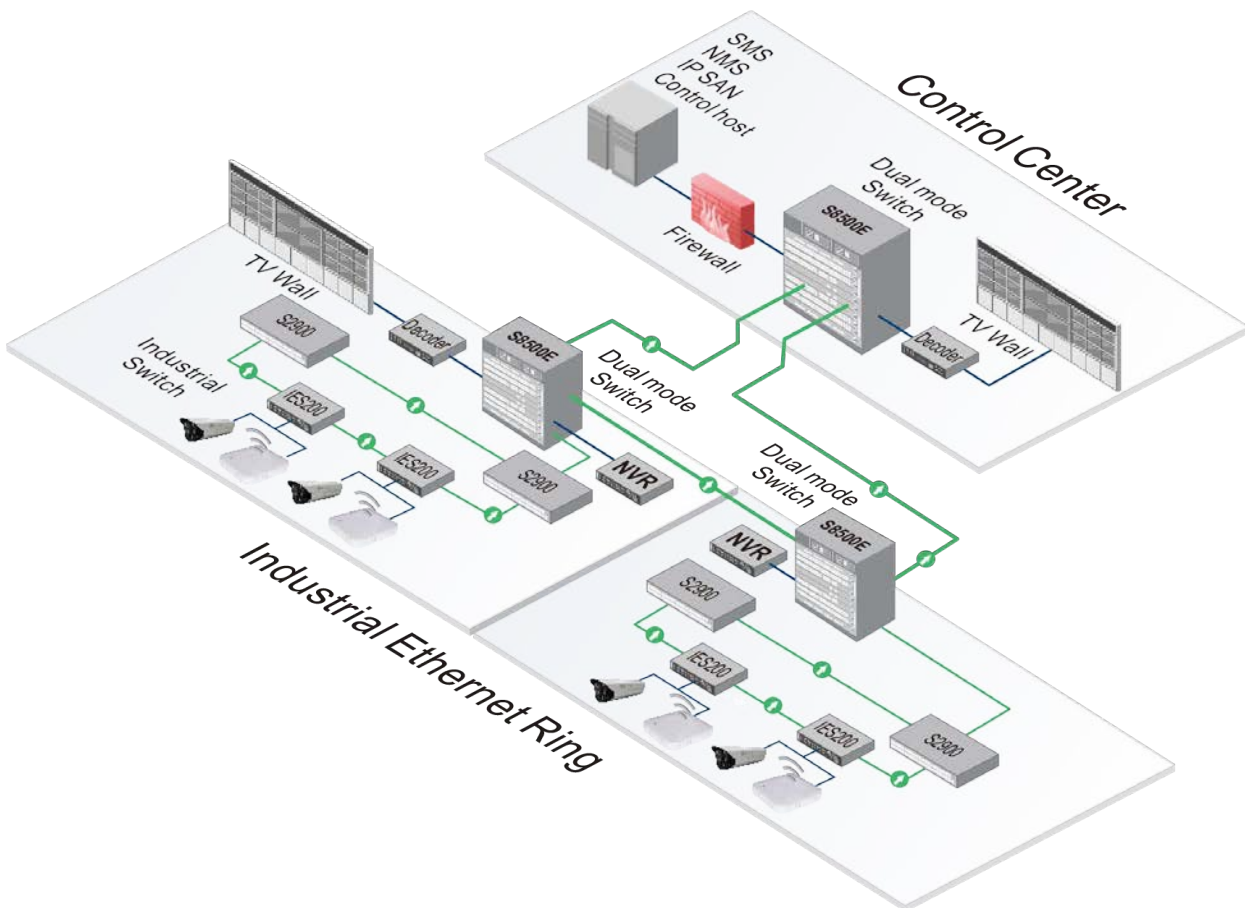 SMS
NMS
IP SAN
Control host
Control Center
Dual mode
Switch
S8500E
Firewall
Decoder
TV Wall
TV Wall
S2900
Decoder
S8500E
Dual mode
Switch
Industrial
Switch
IES200
IES200
S2900
NVR
Dual mode
Switch
S8500E
NVR
S2900
IES200
IES200
S2900
Industrial Ethernet Ring